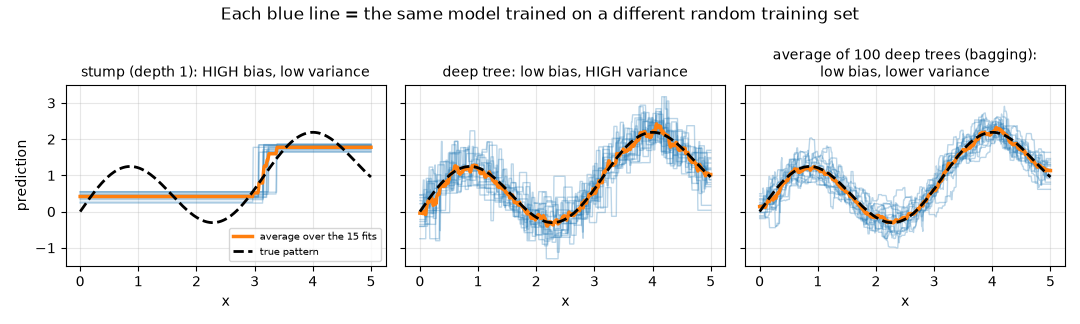 Each blue line = the same model trained on a different random training set
stump (depth 1): HIGH bias, low variance
deep tree: low bias, HIGH variance
average of 100 deep trees (bagging):
low bias, lower variance
prediction
3
2
1
0
−1
average over the 15 fits
true pattern
0 1 2 3 4 5
x
0 1 2 3 4 5
x
0 1 2 3 4 5
x